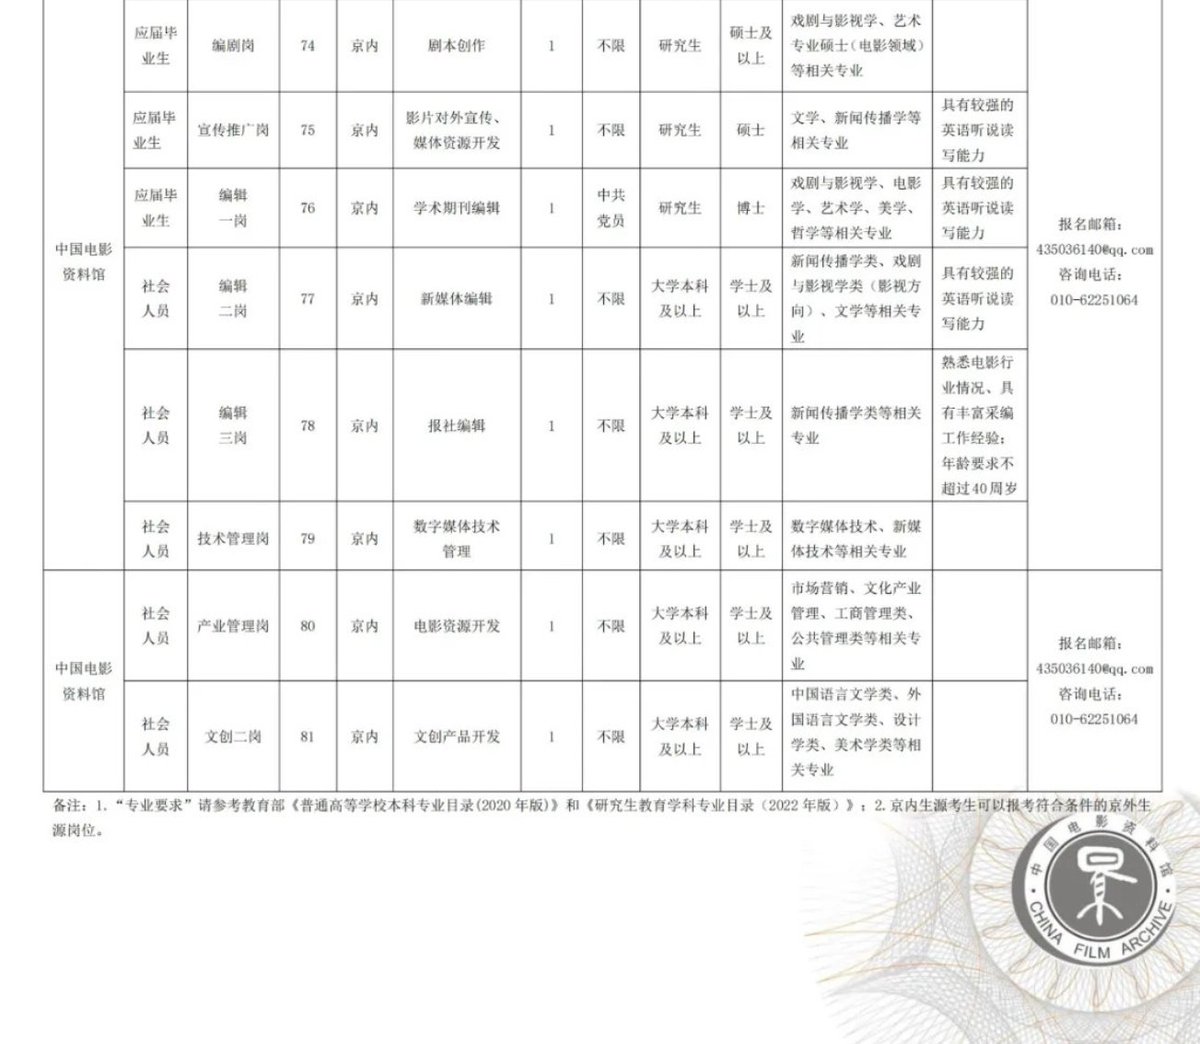 应届毕
业生
编剧岗
74
京内
剧本创作
1
不限
研究生
硕士及
以上
戏剧与影视学、艺术
专业硕士(电影领域)
等相关专业
应届毕
业生
宣传推广岗
75
京内
影片对外宣传、
媒体资源开发
1
不限
研究生
硕士
文学、新闻传播学等
相关专业
具有较强的
英语听说读
写能力
应届毕
业生
编辑
一岗
76
京内
学术期刊编辑
1
中共
党员
研究生
博士
戏剧与影视学、电影
学、艺术学、美学、
哲学等相关专业
具有较强的
英语听说读
写能力
中国电影
资料馆
社会
人员
编辑
二岗
77
京内
新媒体编辑
1
不限
大学本科
及以上
学士及
以上
新闻传播学类、戏剧
与影视学类(影视方
向)、文学等相关专
业
具有较强的
英语听说读
写能力
报名邮箱:
435036140@qq.com
咨询电话:
010-62251064
社会
人员
编辑
三岗
78
京内
报社编辑
1
不限
大学本科
及以上
学士及
以上
新闻传播学类等相关
专业
熟悉电影行
业情况、具
有丰富采编
工作经验;
年龄要求不
超过40周岁
社会
人员
技术管理岗
79
京内
数字媒体技术
管理
1
不限
大学本科
及以上
学士及
以上
数字媒体技术、新媒
体技术等相关专业
中国电影
资料馆
社会
人员
产业管理岗
80
京内
电影资源开发
1
不限
大学本科
及以上
学士及
以上
市场营销、文化产业
管理、工商管理类、
公共管理类等相关专
业
报名邮箱:
435036140@qq.com
咨询电话:
010-62251064
社会
人员
文创二岗
81
京内
文创产品开发
1
不限
大学本科
及以上
学士及
以上
中国语言文学类、外
国语言文学类、设计
学类、美术学类等相
关专业
备注:1.“专业要求”请参考教育部《普通高等学校本科专业目录(2020年版)》和《研究生教育学科专业目录(2022年版)》;2.京内生源考生可以报考符合条件的京外生
源岗位。
中国电影资料馆
CHINA FILM ARCHIVE